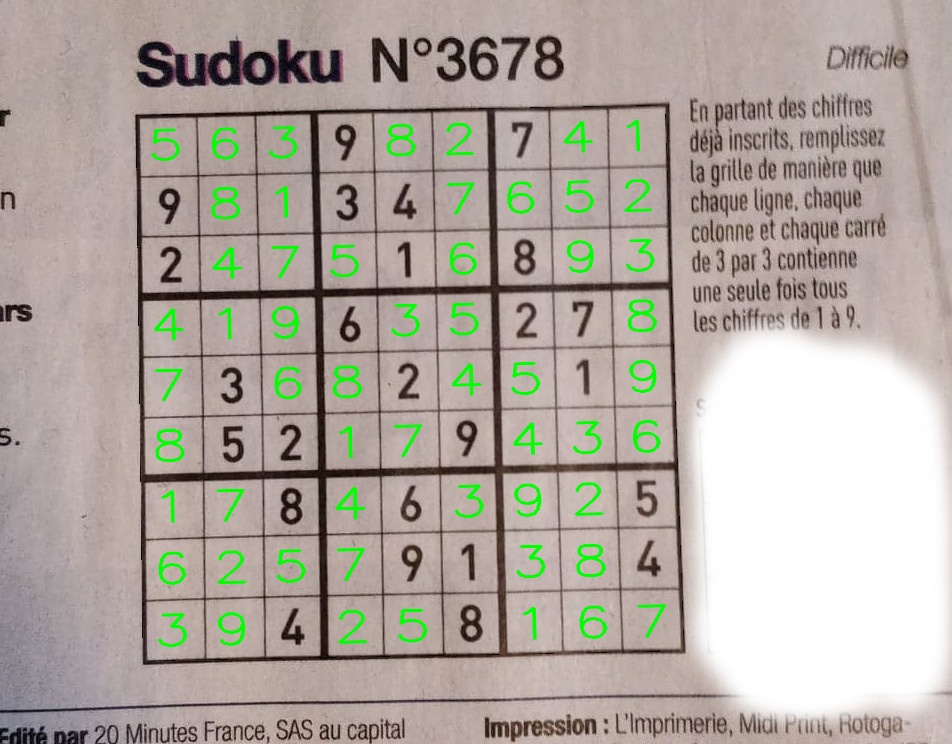 Sudoku N°3678
Difficile
5 6 3 9 8 2 7 4 1
9 8 1 3 4 7 6 5 2
2 4 7 5 1 6 8 9 3
4 1 9 6 3 5 2 7 8
7 3 6 8 2 4 5 1 9
8 5 2 1 7 9 4 3 6
1 7 8 4 6 3 9 2 5
6 2 5 7 9 1 3 8 4
3 9 4 2 5 8 1 6 7
En partant des chiffres
déjà inscrits, remplissez
la grille de manière que
chaque ligne, chaque
colonne et chaque carré
de 3 par 3 contienne
une seule fois tous
les chiffres de 1 à 9.
r
n
ars
s.
Edité par 20 Minutes France, SAS au capital
Impression : L'Imprimerie, Midi Print, Rotoga-